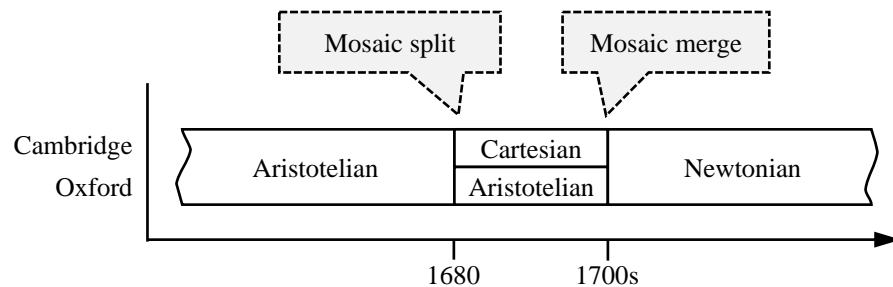 Mosaic split
Mosaic merge
Cambridge
Oxford
Aristotelian
Cartesian
Aristotelian
Newtonian
1680
1700s